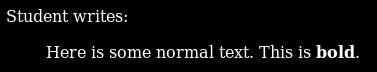 Student writes:
Here is some normal text. This is bold.